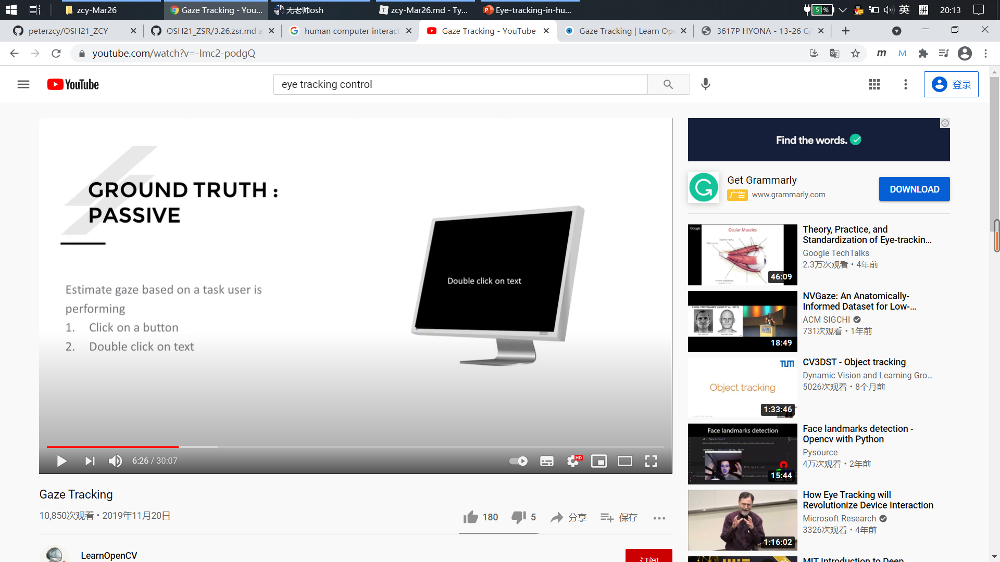 zcy-Mar26
Gaze Tracking - You...
无老师osh
zcy-Mar26.md - Ty...
Eye-tracking-in-hu...
51%
英
拼
20:13
peterzcy/OSH21_ZCY
OSH21_ZSR/3.26.zsr.md a
human computer interact
Gaze Tracking - YouTube
Gaze Tracking | Learn Ope
3617P HYONA - 13-26 G/
youtube.com/watch?v=-lmc2-podgQ
YouTube
eye tracking control
登录
GROUND TRUTH :
PASSIVE
Estimate gaze based on a task user is
performing
1. Click on a button
2. Double click on text
Double click on text
6:26 / 30:07
HD
Gaze Tracking
10,850次观看 • 2019年11月20日
180
5
分享
保存
LearnOpenCV
订阅
Find the words.
Get Grammarly
广告 www.grammarly.com
DOWNLOAD
Google
Ocular Muscles
46:09
Theory, Practice, and
Standardization of Eye-trackin...
Google TechTalks
2.3万次观看 • 4年前
18:49
NVGaze: An Anatomically-
Informed Dataset for Low-...
ACM SIGCHI
731次观看 • 1年前
TUM
Object tracking
1:33:46
CV3DST - Object tracking
Dynamic Vision and Learning Gro...
5026次观看 • 8个月前
Face landmarks detection
15:44
Face landmarks detection -
Opencv with Python
Pysource
4万次观看 • 2年前
1:16:02
How Eye Tracking will
Revolutionize Device Interaction
Microsoft Research
3326次观看 • 4年前
MIT Introduction to Deep